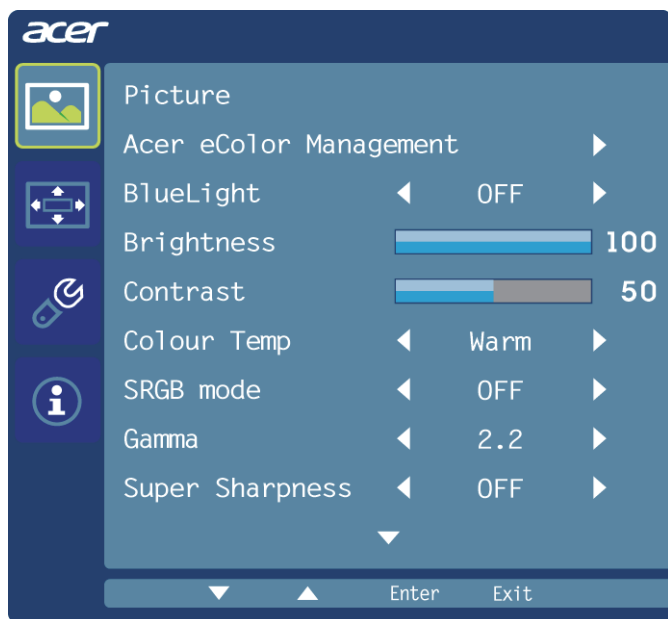 acer
Picture
Acer eColor Management
BlueLight OFF
Brightness 100
Contrast 50
Colour Temp Warm
SRGB mode OFF
Gamma 2.2
Super Sharpness OFF
Enter Exit